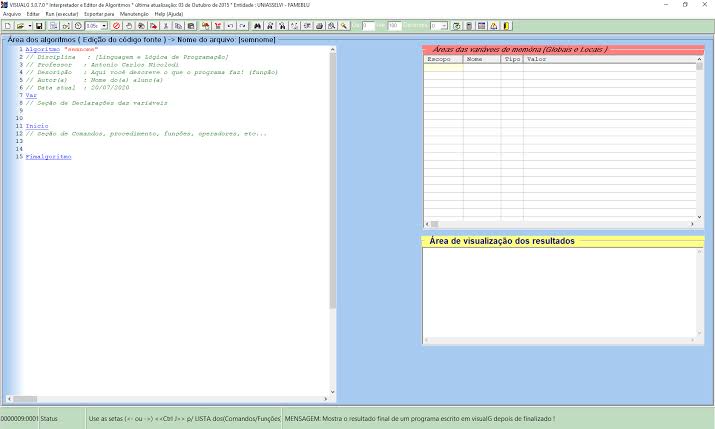 VISUALG 3.0.7.0 * Interpretador e Editor de Algoritmos * última atualização: 03 de Outubro de 2015 * Entidade : UNIASSELVI - FAMEBLU
Arquivo Editar Run (executar) Exportar para Manutenção Help (Ajuda)
0.05s 0 100 0
Área dos algoritmos ( Edição do código fonte ) -> Nome do arquivo: [semnome]
1 Algoritmo "semnome"
2 // Disciplina : [Linguagem e Lógica de Programação]
3 // Professor : Antonio Carlos Nicolodi
4 // Descrição : Aqui você descreve o que o programa faz! (função)
5 // Autor(a) : Nome do(a) aluno(a)
6 // Data atual : 20/07/2020
7 Var
8 // Seção de Declarações das variáveis
9
10
11 Inicio
12 // Seção de Comandos, procedimento, funções, operadores, etc...
13
14
15 Fimalgoritmo
Áreas das variáveis de memória (Globais e Locais )
Escopo Nome Tipo Valor
Área de visualização dos resultados
0000009:0001 Status Use as setas (<- ou ->) <<Ctrl J>> p/ LISTA dos(Comandos/Funções MENSAGEM: Mostra o resultado final de um programa escrito em visualG depois de finalizado !